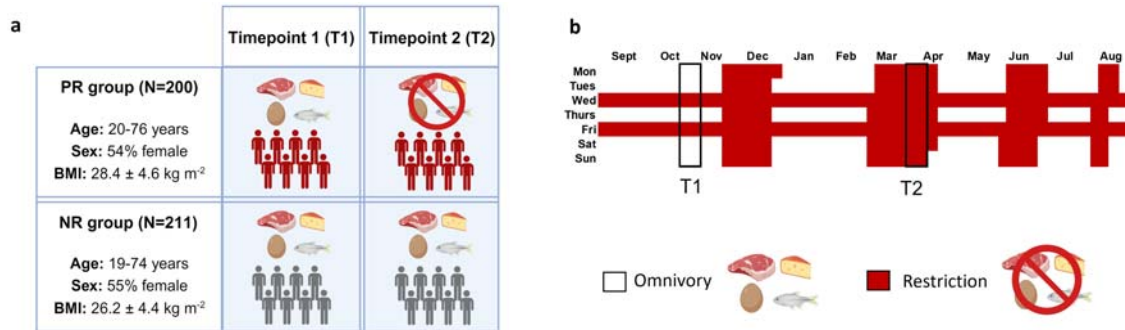 a
Timepoint 1 (T1) Timepoint 2 (T2)
PR group (N=200)
Age: 20-76 years
Sex: 54% female
BMI: 28.4 ± 4.6 kg m⁻²
NR group (N=211)
Age: 19-74 years
Sex: 55% female
BMI: 26.2 ± 4.4 kg m⁻²
b
Sept Oct Nov Dec Jan Feb Mar Apr May Jun Jul Aug
Mon
Tues
Wed
Thurs
Fri
Sat
Sun
T1 T2
Omnivory Restriction